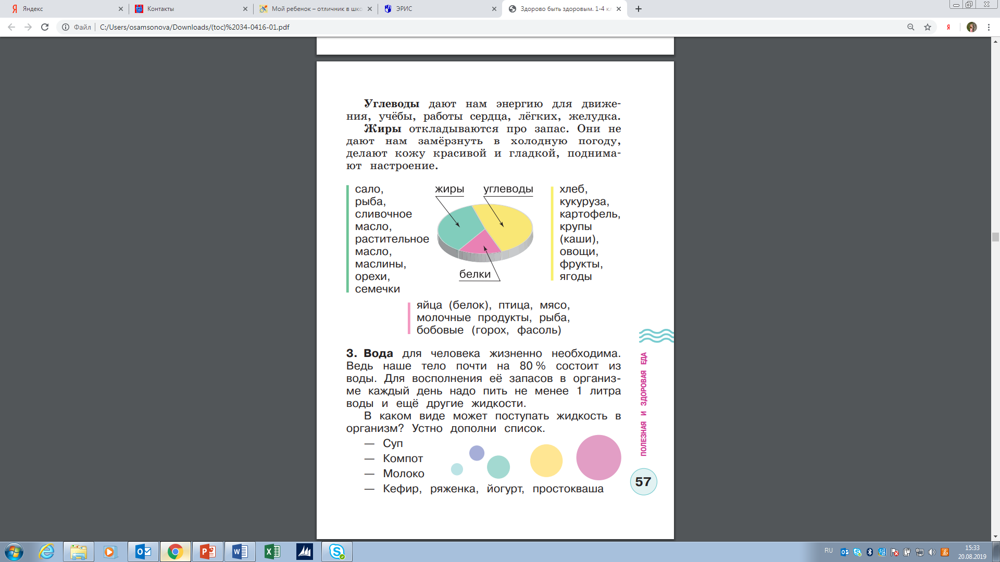 Яндекс
Контакты
Мой ребенок – отличник в шко
ЭРИС
Здорово быть здоровым. 1-4 кл
Файл
C:/Users/osamsonova/Downloads/(toc)%2034-0416-01.pdf
Углеводы дают нам энергию для движе-
ния, учёбы, работы сердца, лёгких, желудка.
Жиры откладываются про запас. Они не
дают нам замёрзнуть в холодную погоду,
делают кожу красивой и гладкой, поднима-
ют настроение.
сало,
рыба,
сливочное
масло,
растительное
масло,
маслины,
орехи,
семечки
жиры
углеводы
белки
хлеб,
кукуруза,
картофель,
крупы
(каши),
овощи,
фрукты,
ягоды
яйца (белок), птица, мясо,
молочные продукты, рыба,
бобовые (горох, фасоль)
3. Вода для человека жизненно необходима.
Ведь наше тело почти на 80 % состоит из
воды. Для восполнения её запасов в организ-
ме каждый день надо пить не менее 1 литра
воды и ещё другие жидкости.
В каком виде может поступать жидкость в
организм? Устно дополни список.
— Суп
— Компот
— Молоко
— Кефир, ряженка, йогурт, простокваша
ПОЛЕЗНАЯ И ЗДОРОВАЯ ЕДА
57
RU
15:33
20.08.2019